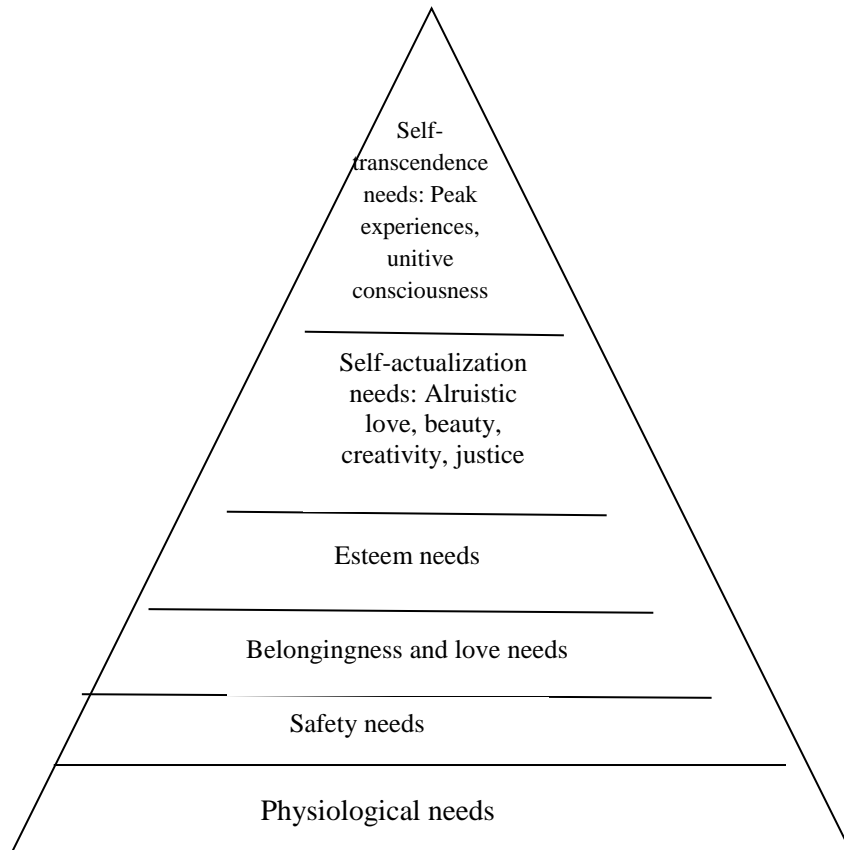 Self-
transcendence
needs: Peak
experiences,
unitive
consciousness
Self-actualization
needs: Alruistic
love, beauty,
creativity, justice
Esteem needs
Belongingness and love needs
Safety needs
Physiological needs